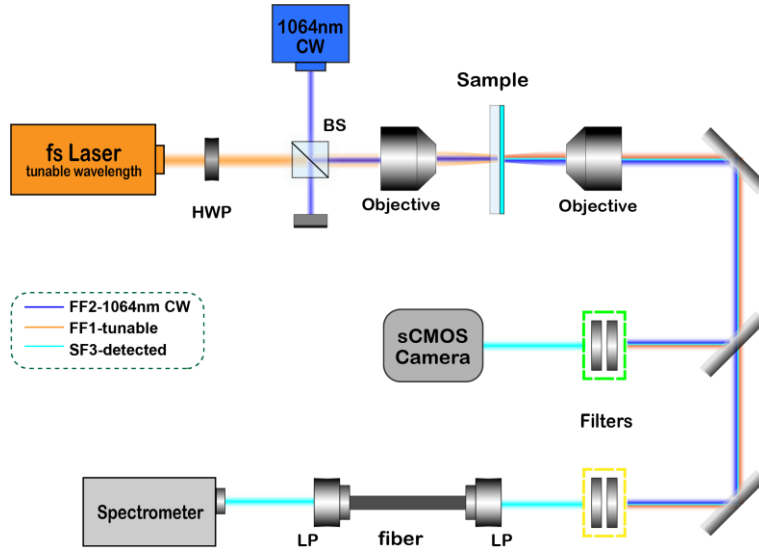 1064nm
CW
Sample
BS
fs Laser
tunable wavelength
HWP
Objective
Objective
FF2-1064nm CW
FF1-tunable
SF3-detected
sCMOS
Camera
Filters
Spectrometer
LP
fiber
LP